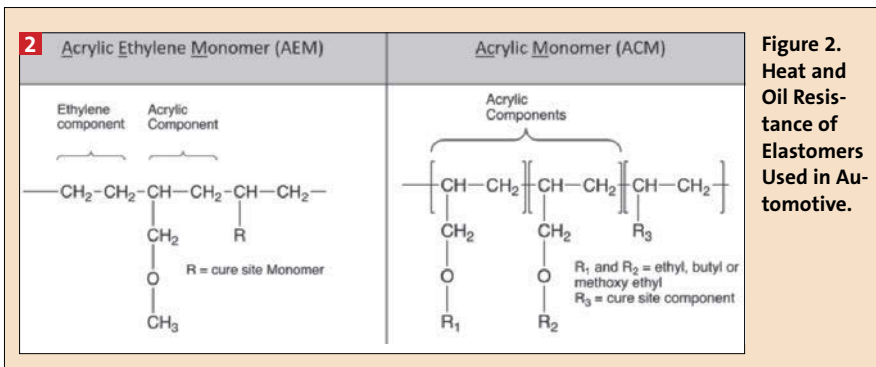 2
Acrylic Ethylene Monomer (AEM)
Ethylene
component
Acrylic
Component
—CH₂–CH₂–CH—CH₂–CH—CH₂—
CH₂
R
R = cure site Monomer
O
CH₃
Acrylic Monomer (ACM)
Acrylic
Components
—[CH—CH₂][CH—CH₂][CH—CH₂]—
CH₂
CH₂
R₃
O
O
R₁ and R₂ = ethyl, butyl or
methoxy ethyl
R₃ = cure site component
R₁
R₂
Figure 2.
Heat and
Oil Resis-
tance of
Elastomers
Used in Au-
tomotive.